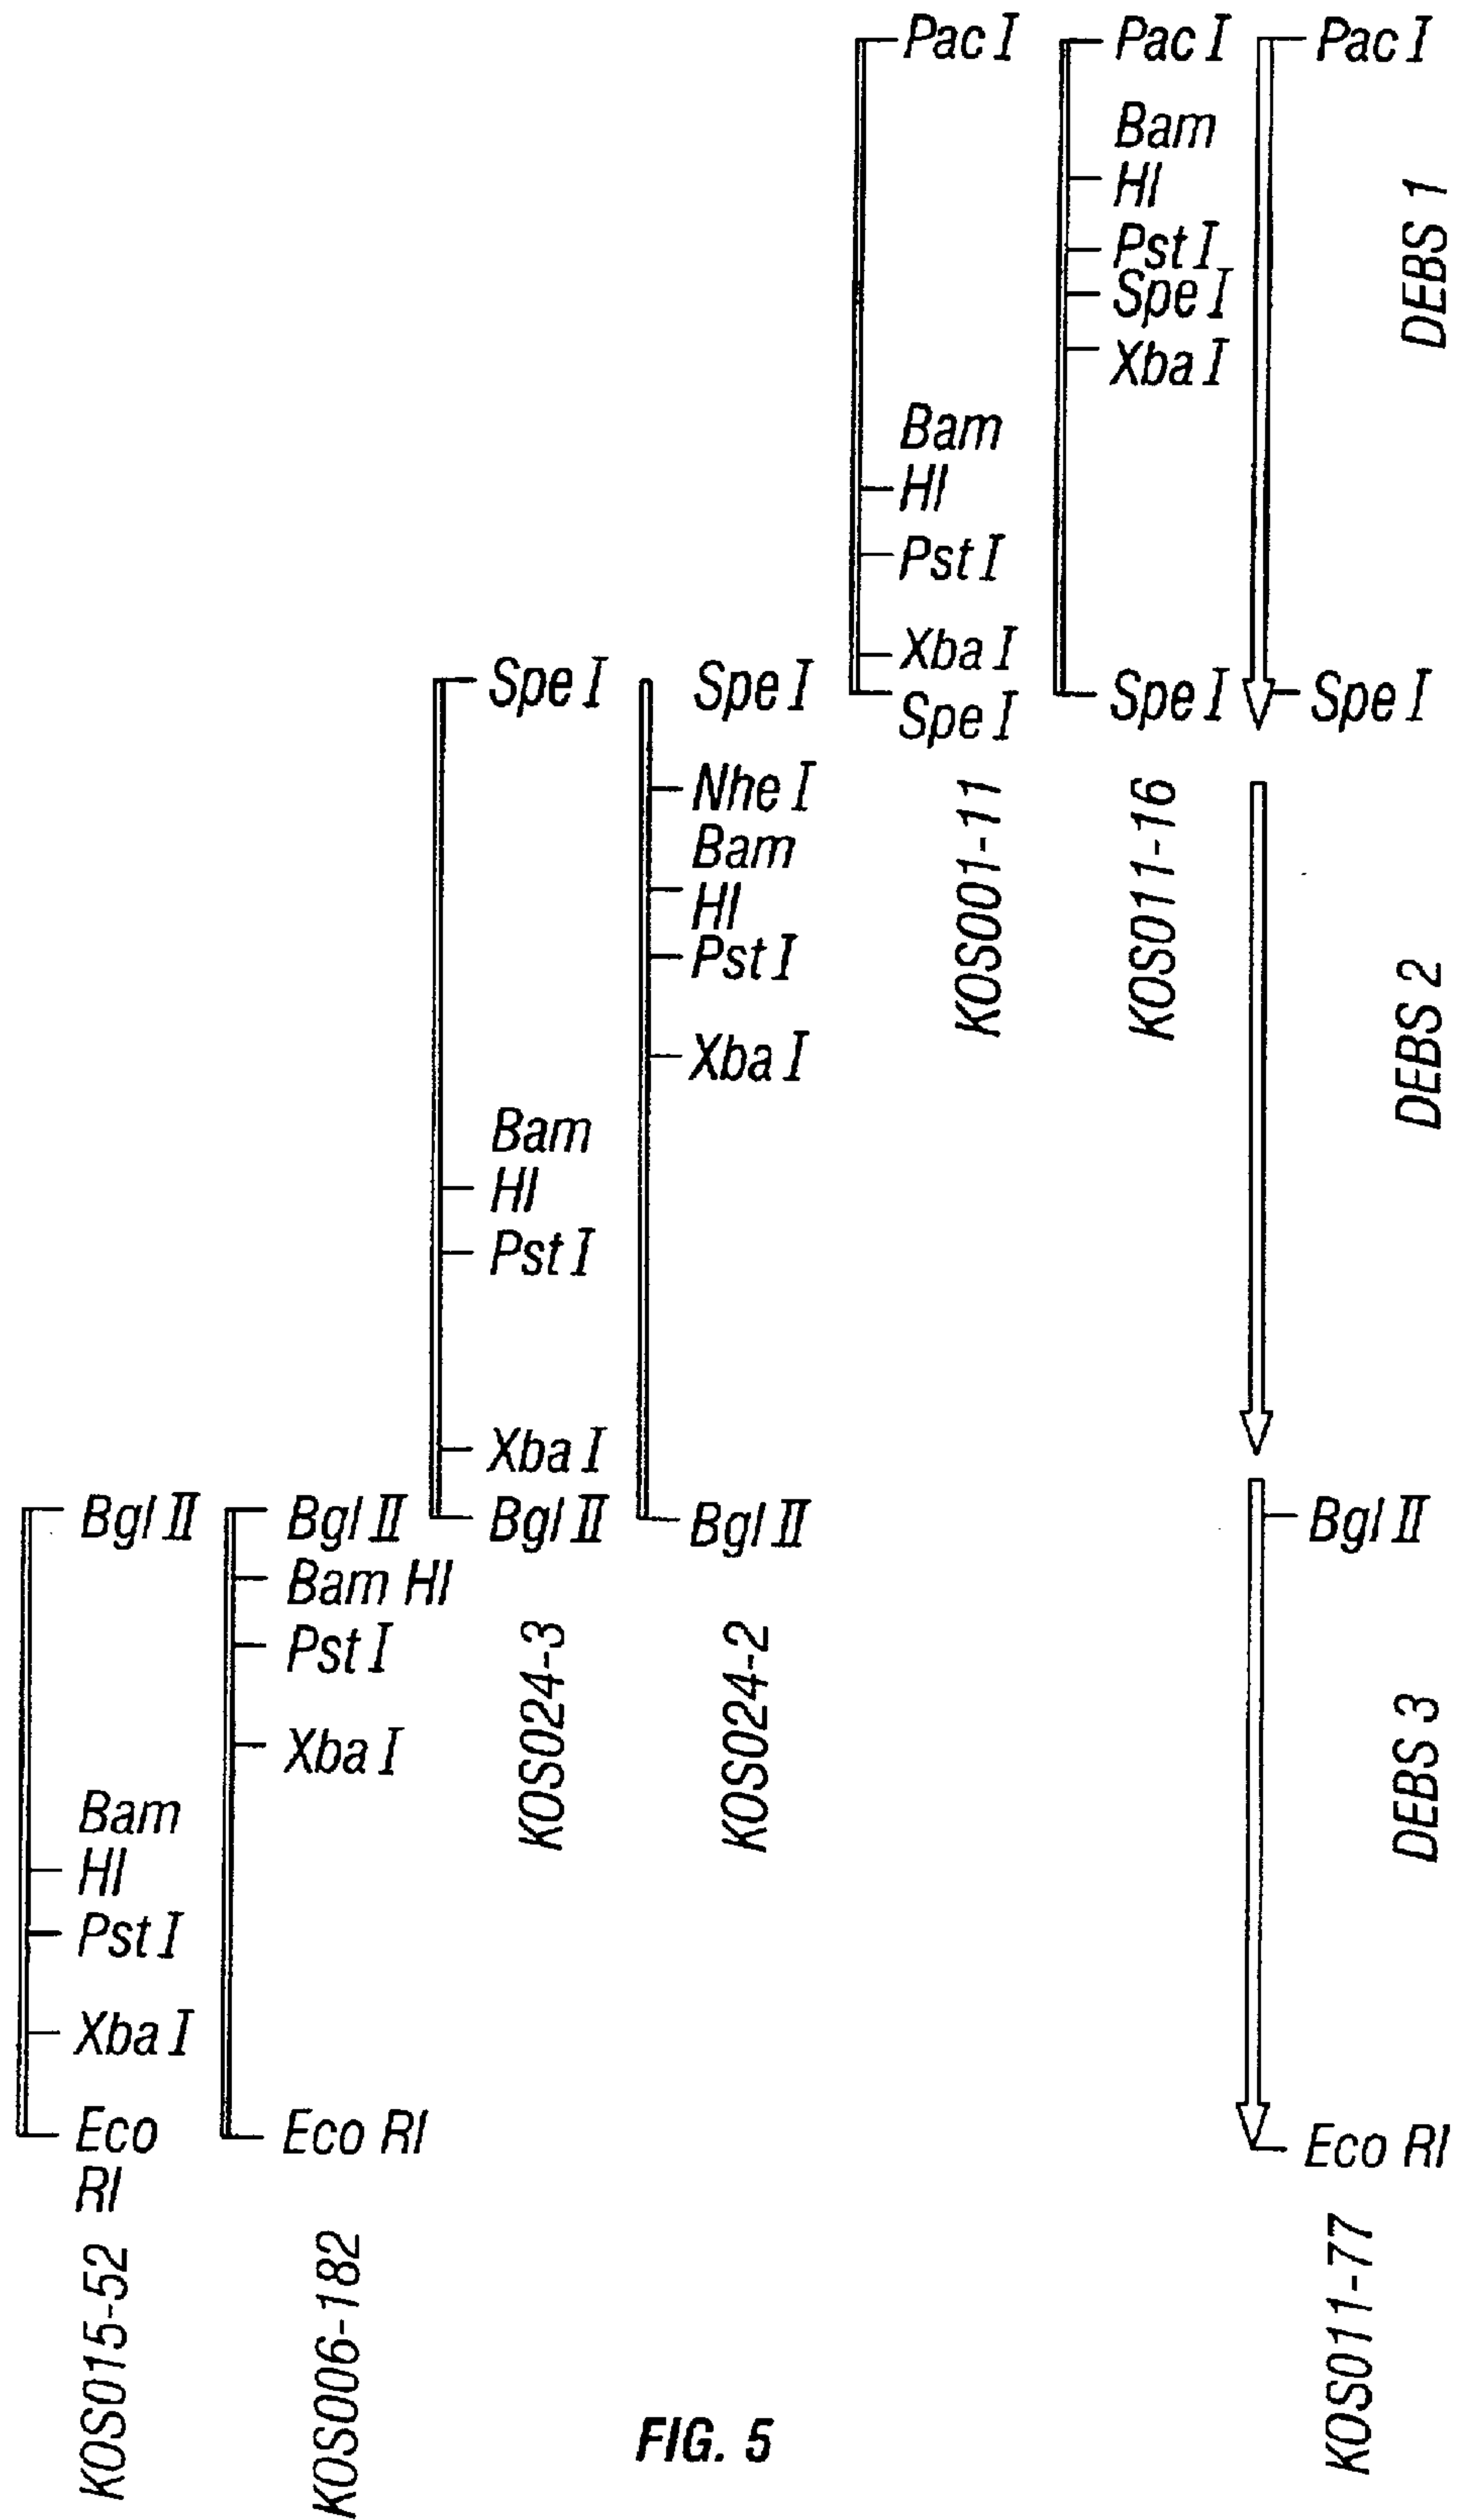 Pac I
Bam
HI
Pst I
Xba I
Spe I
KOS001-11
Pac I
Bam
HI
Pst I
Spe I
Xba I
Spe I
KOS011-16
Pac I
DEBS 1
Spe I
DEBS 2
Bgl II
DEBS 3
Eco RI
KOS011-77
Spe I
Bam
HI
Pst I
Xba I
Bgl II
KOS024-3
Spe I
Nhe I
Bam
HI
Pst I
Xba I
Bgl II
KOS024-2
Bgl II
Bam
HI
Pst I
Xba I
Eco
RI
KOS015-52
Bgl II
Bam HI
Pst I
Xba I
Eco RI
KOS006-182
FIG. 5